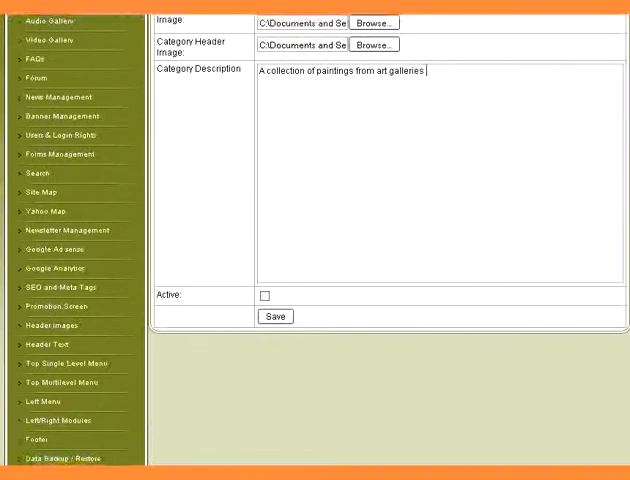 Audio Gallery
Video Gallery
FAQs
Forum
News Management
Banner Management
Users & Login Rights
Forms Management
Search
Site Map
Yahoo Map
Newsletter Management
Google Ad sense
Google Analytics
SEO and Meta Tags
Promotion Screen
Header images
Header Text
Top Single Level Menu
Top Multilevel Menu
Left Menu
Left/Right Modules
Footer
Data Backup / Restore
Image:
C:\Documents and Se
Browse...
Category Header
Image:
C:\Documents and Se
Browse...
Category Description
A collection of paintings from art galleries
Active:
Save